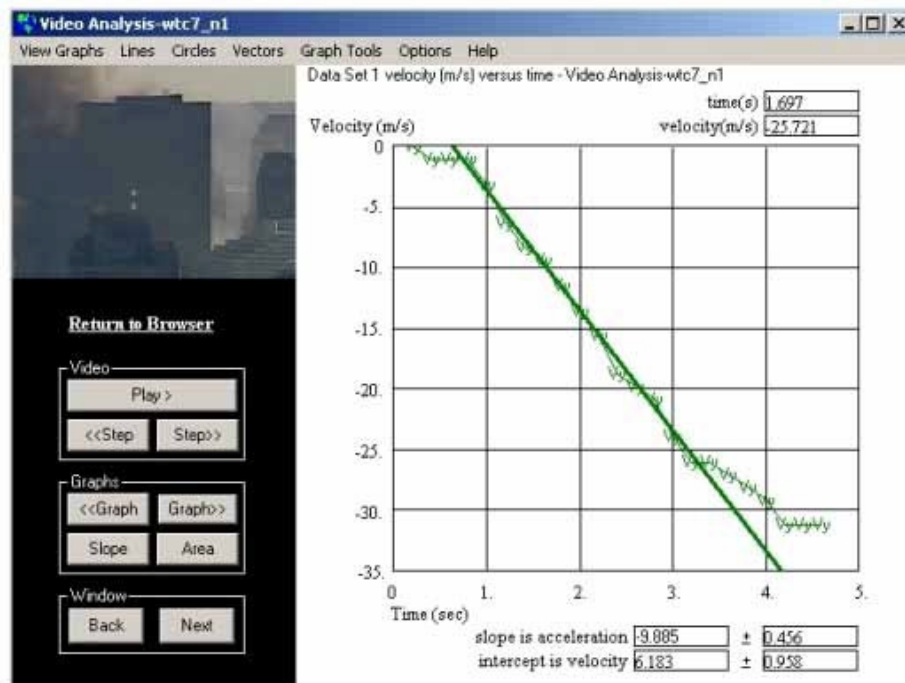 Video Analysis-wtc7_n1
View Graphs Lines Circles Vectors Graph Tools Options Help
Data Set 1 velocity (m/s) versus time - Video Analysis-wtc7_n1
time(s) 1.697
Velocity (m/s) velocity(m/s) -25.721
0
-5.
-10.
-15.
-20.
-25.
-30.
-35.
0 1. 2. 3. 4. 5.
Time (sec)
slope is acceleration -9.885 ± 0.456
intercept is velocity 6.183 ± 0.958
Return to Browser
Video
Play >
<<Step Step>>
Graphs
<<Graph Graph>>
Slope Area
Window
Back Next